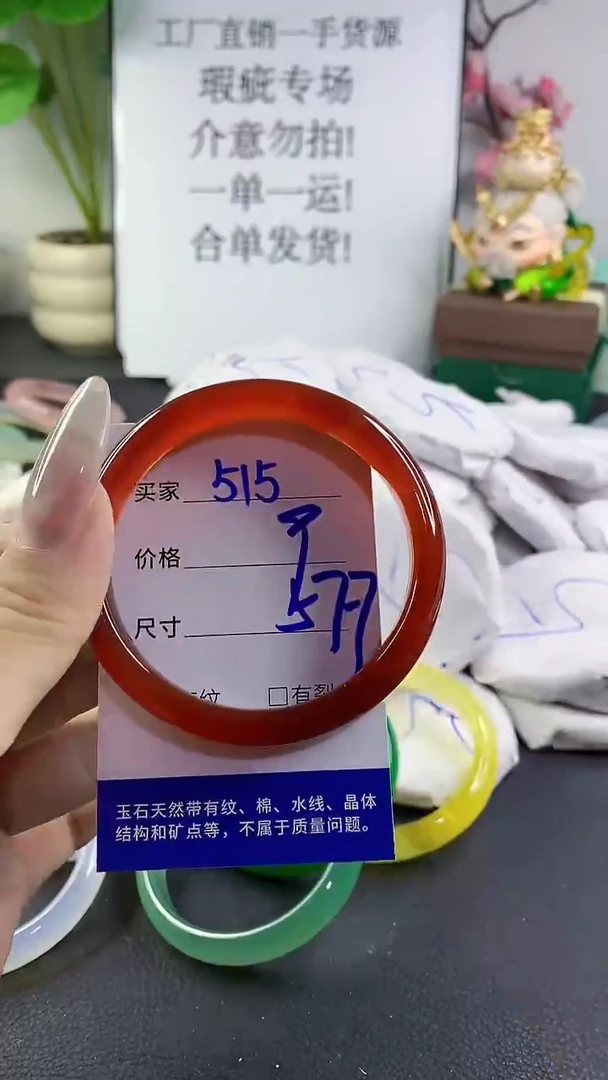 工厂直销一手货源
瑕疵专场
介意勿拍!
一单一运!
合单发货!
买家 515
价格
尺寸
纹 □有裂
玉石天然带有纹、棉、水线、晶体
结构和矿点等，不属于质量问题。